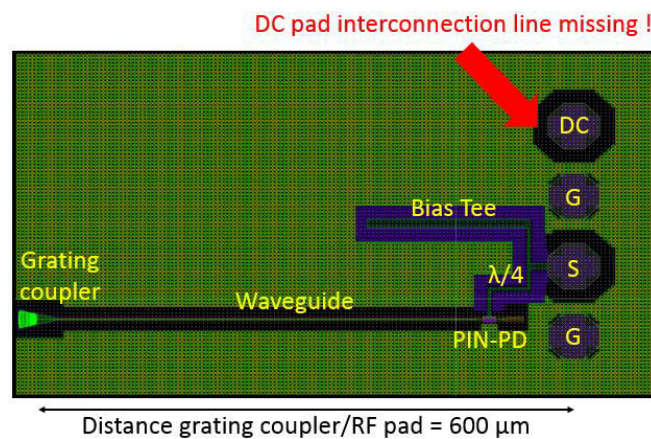 DC pad interconnection line missing !
DC
G
Bias Tee
S
λ/4
Grating
coupler
Waveguide
PIN-PD
G
Distance grating coupler/RF pad = 600 µm